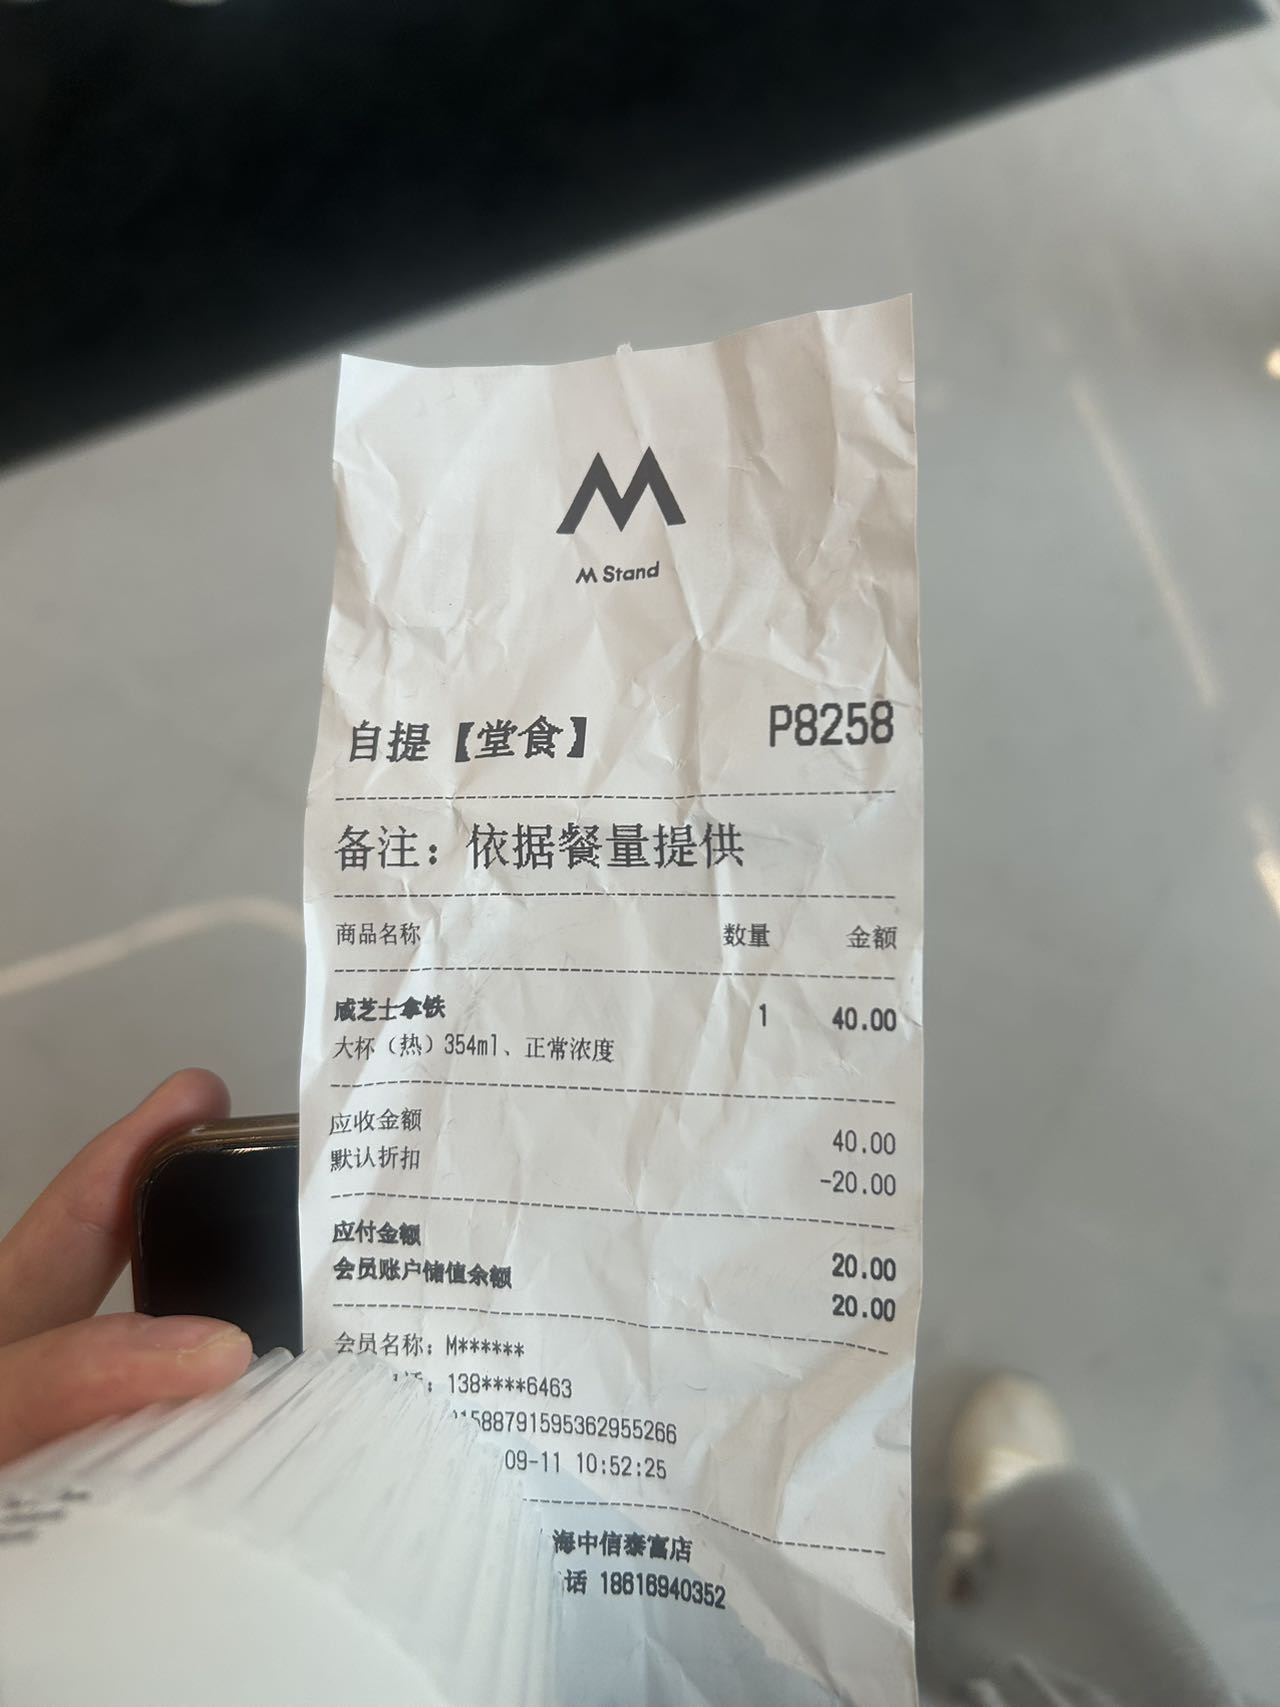 M Stand
自提【堂食】 P8258
备注：依据餐量提供
商品名称 数量 金额
咸芝士拿铁 1 40.00
大杯（热）354ml、正常浓度
应收金额 40.00
默认折扣 -20.00
应付金额 20.00
会员账户储值余额 20.00
会员名称：M******
：138****6463
5887915953629552​66
09-11 10:52:25
海中信泰富店
话 18616940352